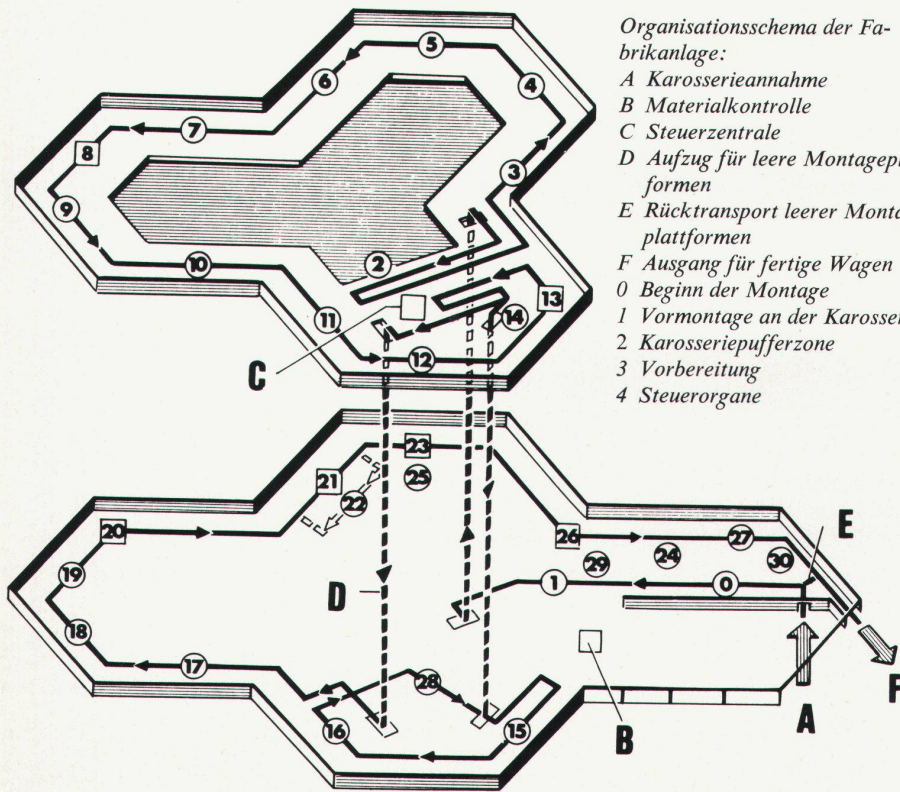 Organisationsschema der Fa-
brikanlage:
A Karosserieannahme
B Materialkontrolle
C Steuerzentrale
D Aufzug für leere Montagepl
formen
E Rücktransport leerer Monta
plattformen
F Ausgang für fertige Wagen
0 Beginn der Montage
1 Vormontage an der Karosser
2 Karosseriepufferzone
3 Vorbereitung
4 Steuerorgane
5
6
4
7
8
3
9
2
10
13
11
14
12
C
23
21
25
22
20
26
27
E
24
29
30
19
1
0
D
18
17
28
F
16
15
B
A